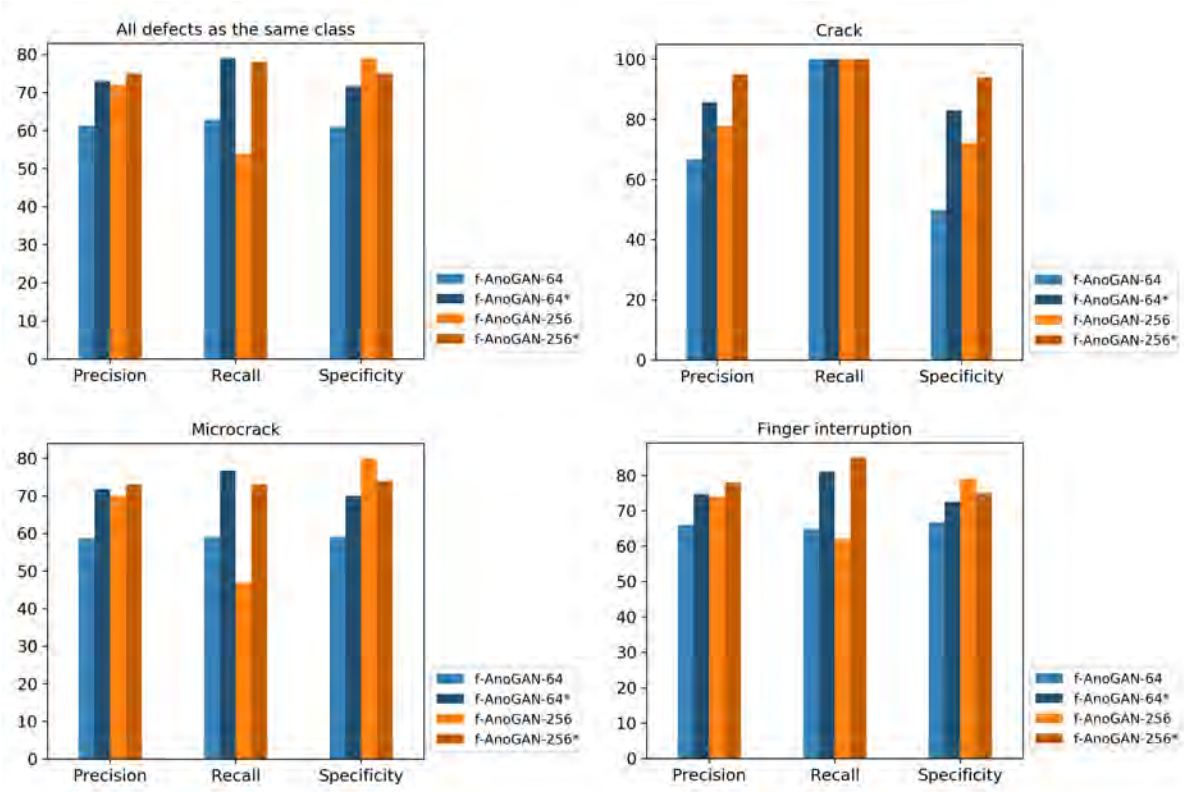 All defects as the same class
80
70
60
50
40
30
20
10
0
Precision Recall Specificity
f-AnoGAN-64
f-AnoGAN-64*
f-AnoGAN-256
f-AnoGAN-256*
Crack
100
80
60
40
20
0
Precision Recall Specificity
f-AnoGAN-64
f-AnoGAN-64*
f-AnoGAN-256
f-AnoGAN-256*
Microcrack
80
70
60
50
40
30
20
10
0
Precision Recall Specificity
f-AnoGAN-64
f-AnoGAN-64*
f-AnoGAN-256
f-AnoGAN-256*
Finger interruption
80
70
60
50
40
30
20
10
0
Precision Recall Specificity
f-AnoGAN-64
f-AnoGAN-64*
f-AnoGAN-256
f-AnoGAN-256*